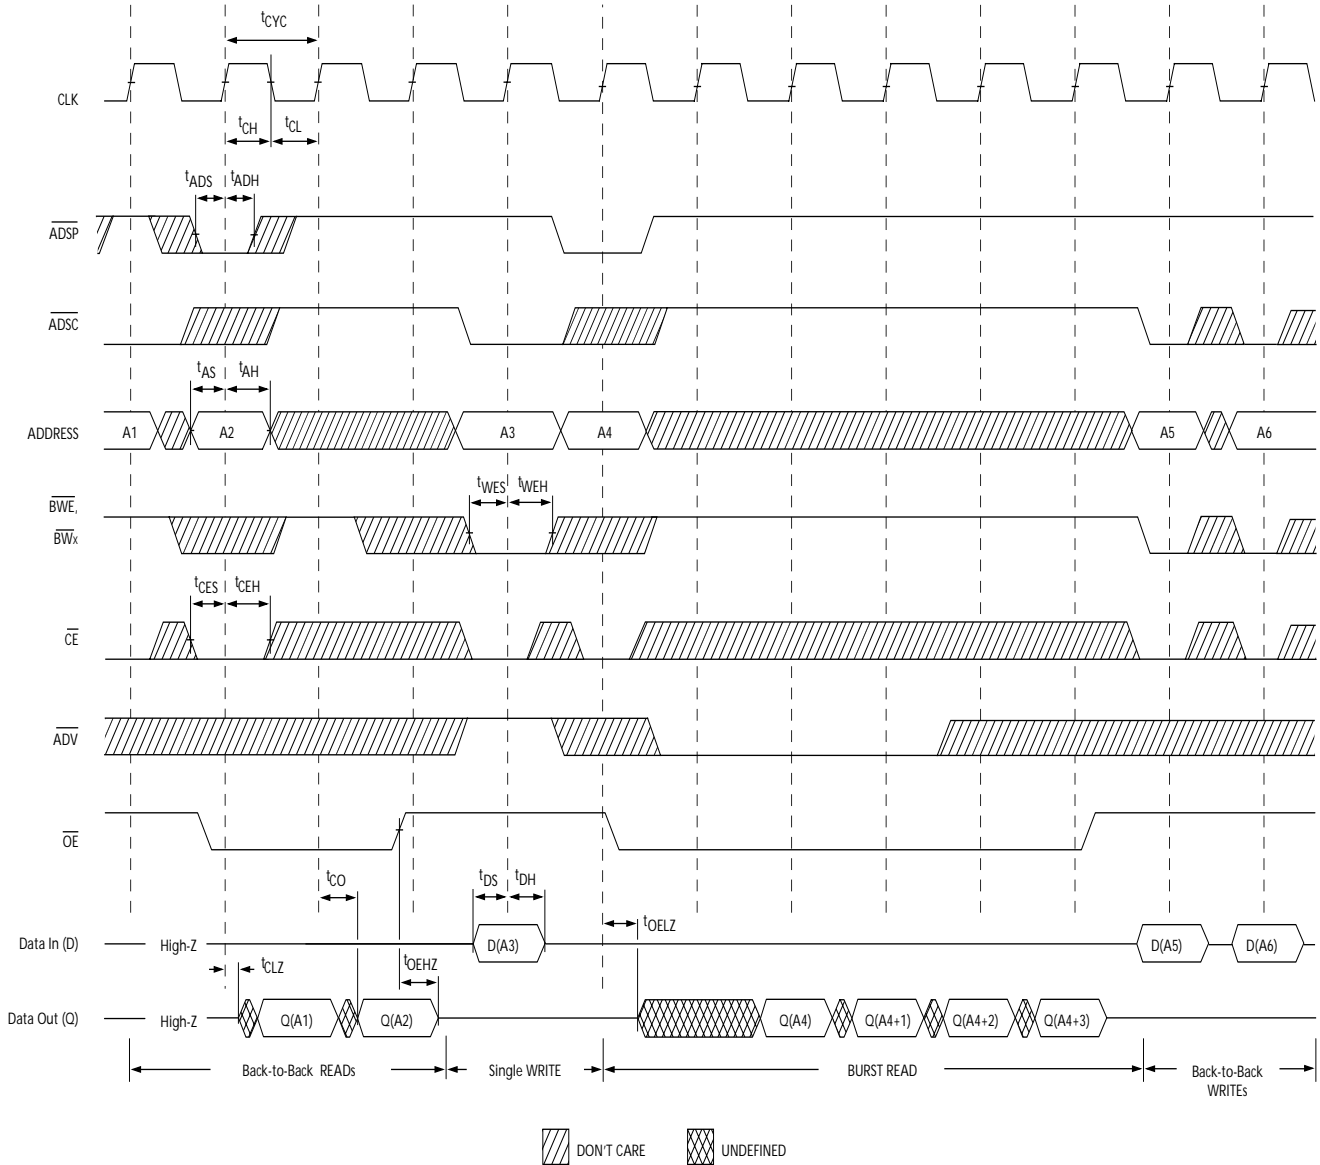 tCYC
CLK
tCH
tCL
tADS
tADH
ADSP
ADSC
tAS
tAH
ADDRESS
A1
A2
A3
A4
A5
A6
tWES
tWEH
BWE,
BWx
tCES
tCEH
CE
ADV
OE
tCO
tDS
tDH
tOELZ
Data In (D)
High-Z
D(A3)
D(A5)
D(A6)
tCLZ
tOEHZ
Data Out (Q)
High-Z
Q(A1)
Q(A2)
Q(A4)
Q(A4+1)
Q(A4+2)
Q(A4+3)
Back-to-Back READs
Single WRITE
BURST READ
Back-to-Back
WRITEs
DON'T CARE
UNDEFINED